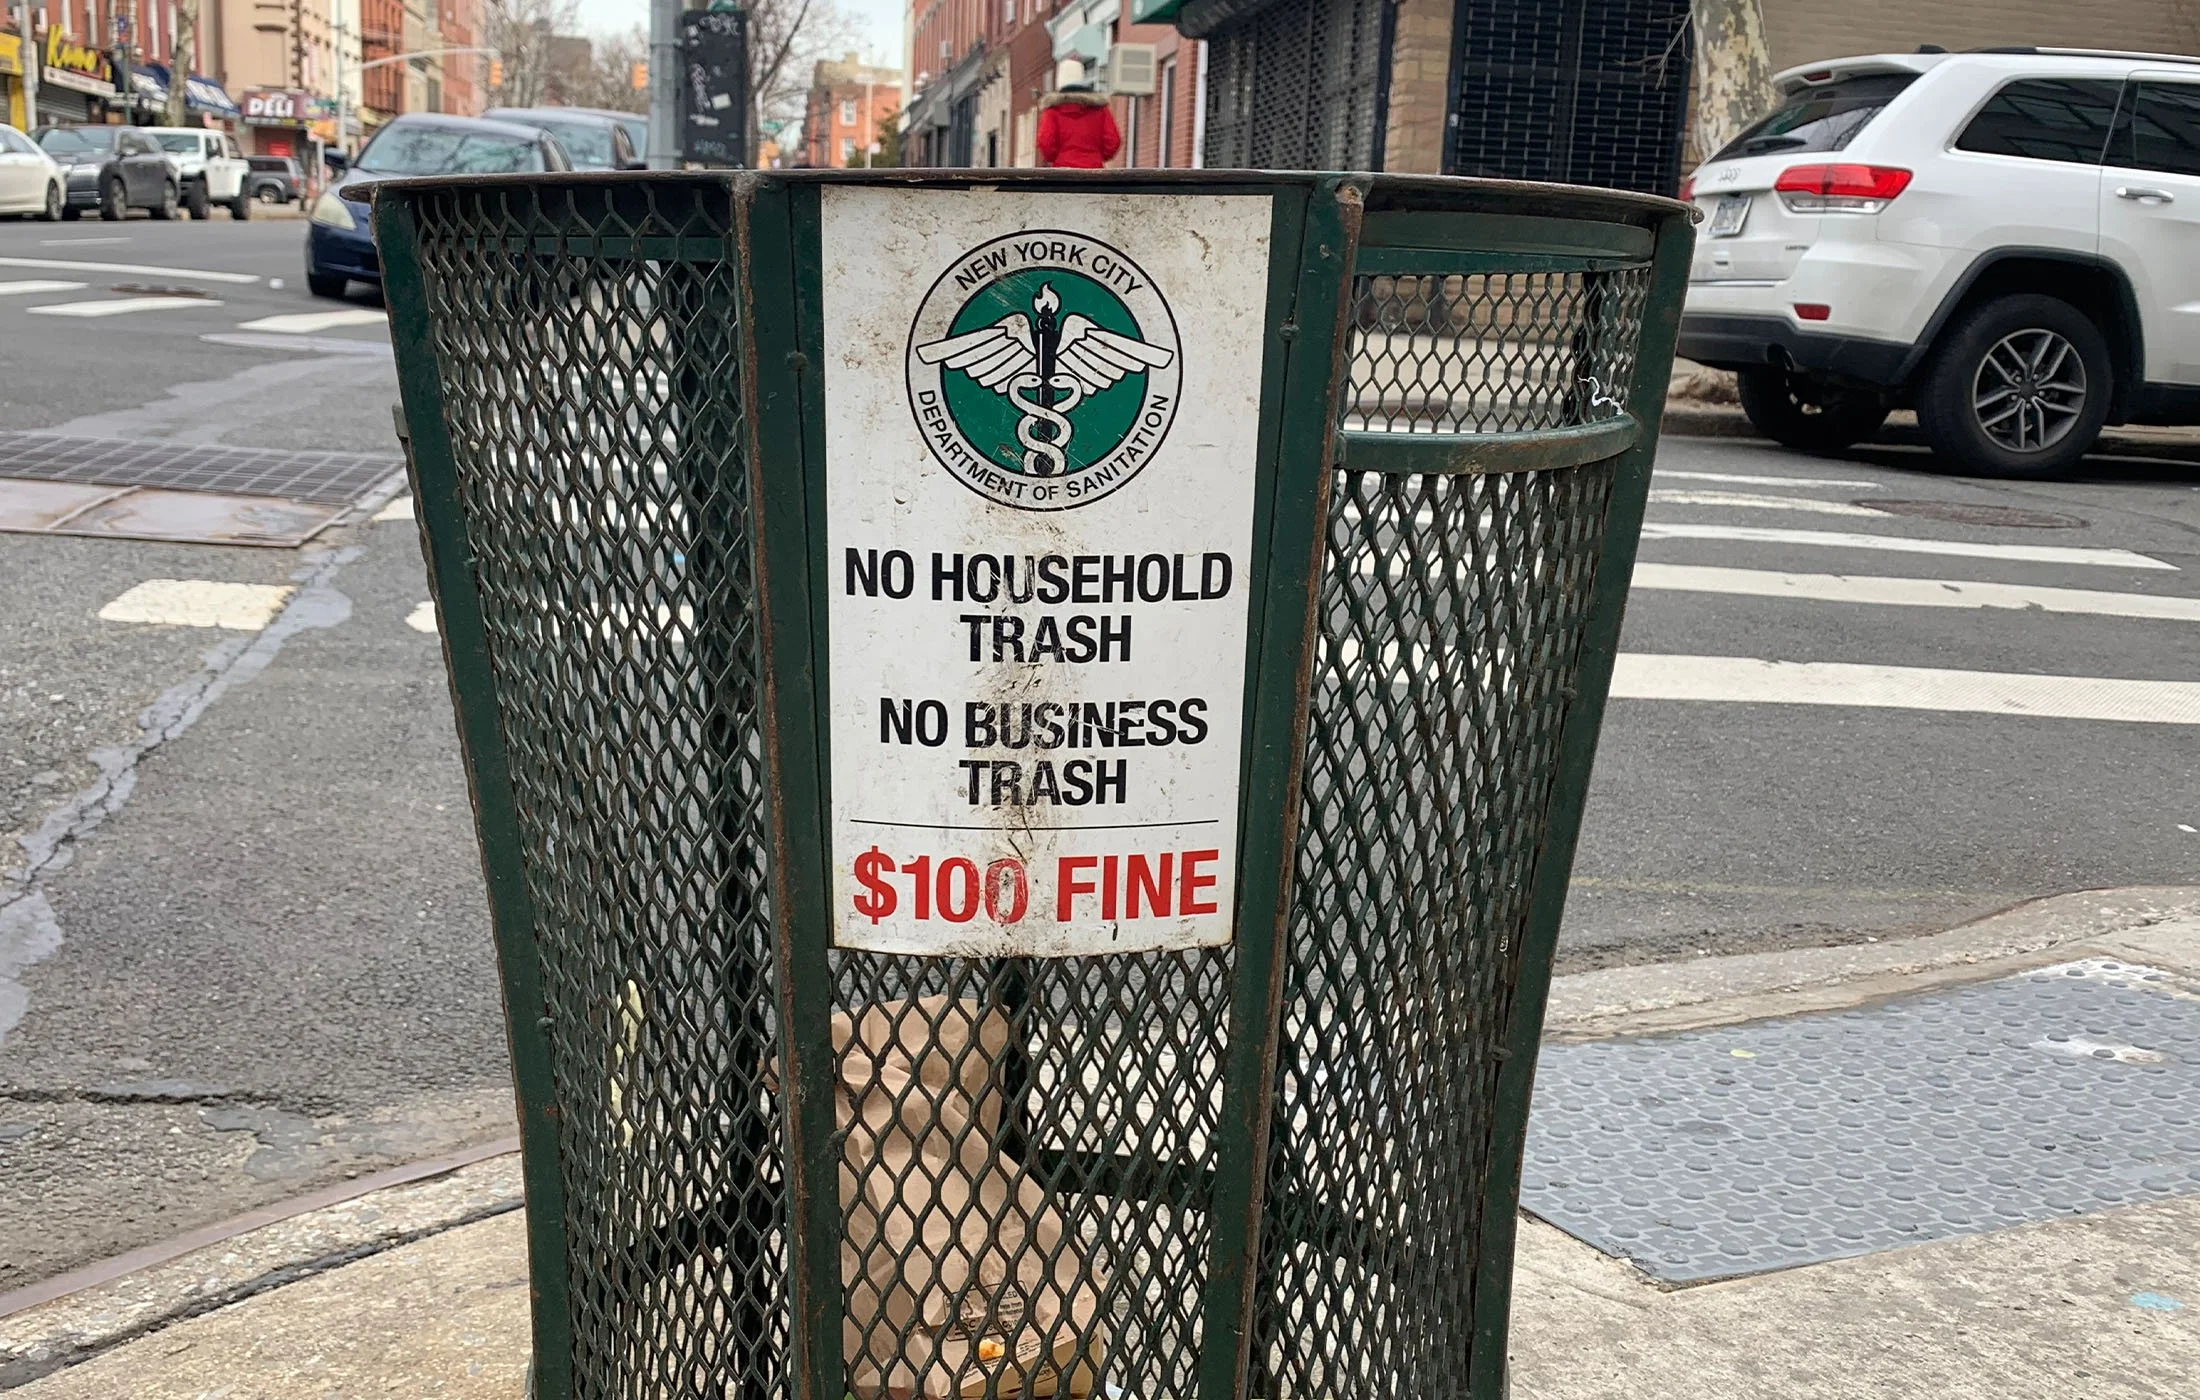 NEW YORK CITY
DEPARTMENT OF SANITATION
NO HOUSEHOLD
TRASH
NO BUSINESS
TRASH
$100 FINE
DELI